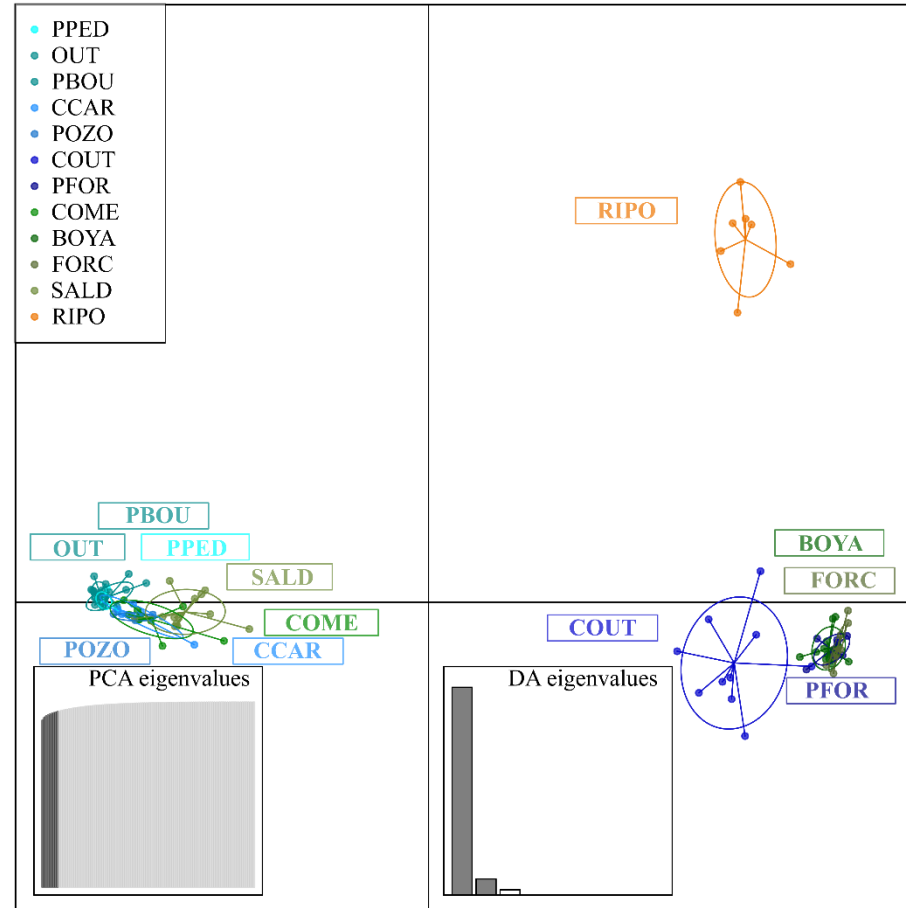 PPED
OUT
PBOU
CCAR
POZO
COUT
PFOR
COME
BOYA
FORC
SALD
RIPO
RIPO
PBOU
OUT PPED
SALD
COME
POZO CCAR
BOYA
FORC
COUT
PFOR
PCA eigenvalues
DA eigenvalues